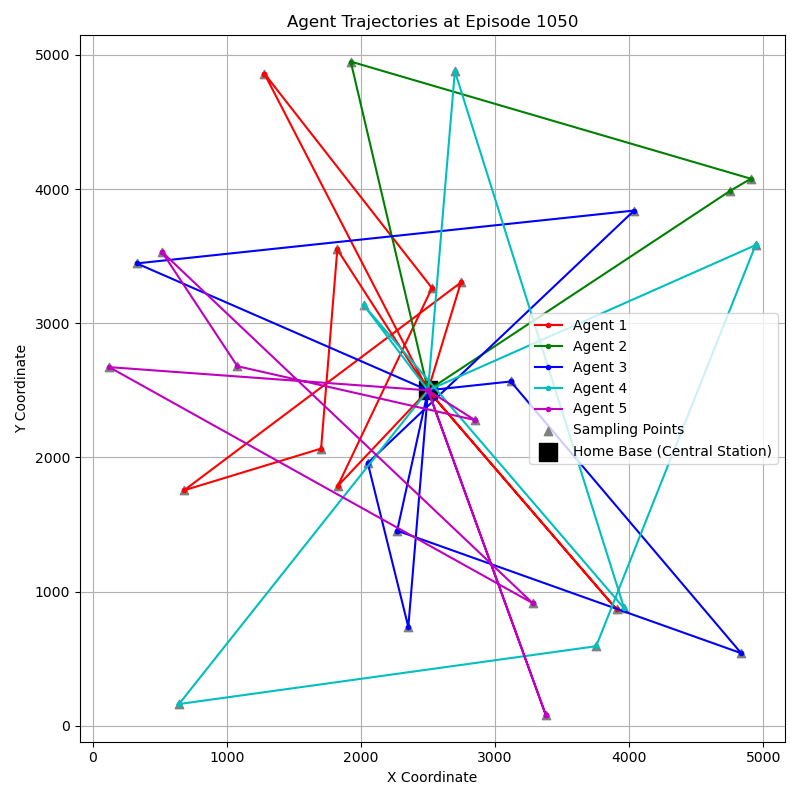 Agent Trajectories at Episode 1050
Y Coordinate
5000
4000
3000
2000
1000
0
Agent 1
Agent 2
Agent 3
Agent 4
Agent 5
Sampling Points
Home Base (Central Station)
0 1000 2000 3000 4000 5000
X Coordinate